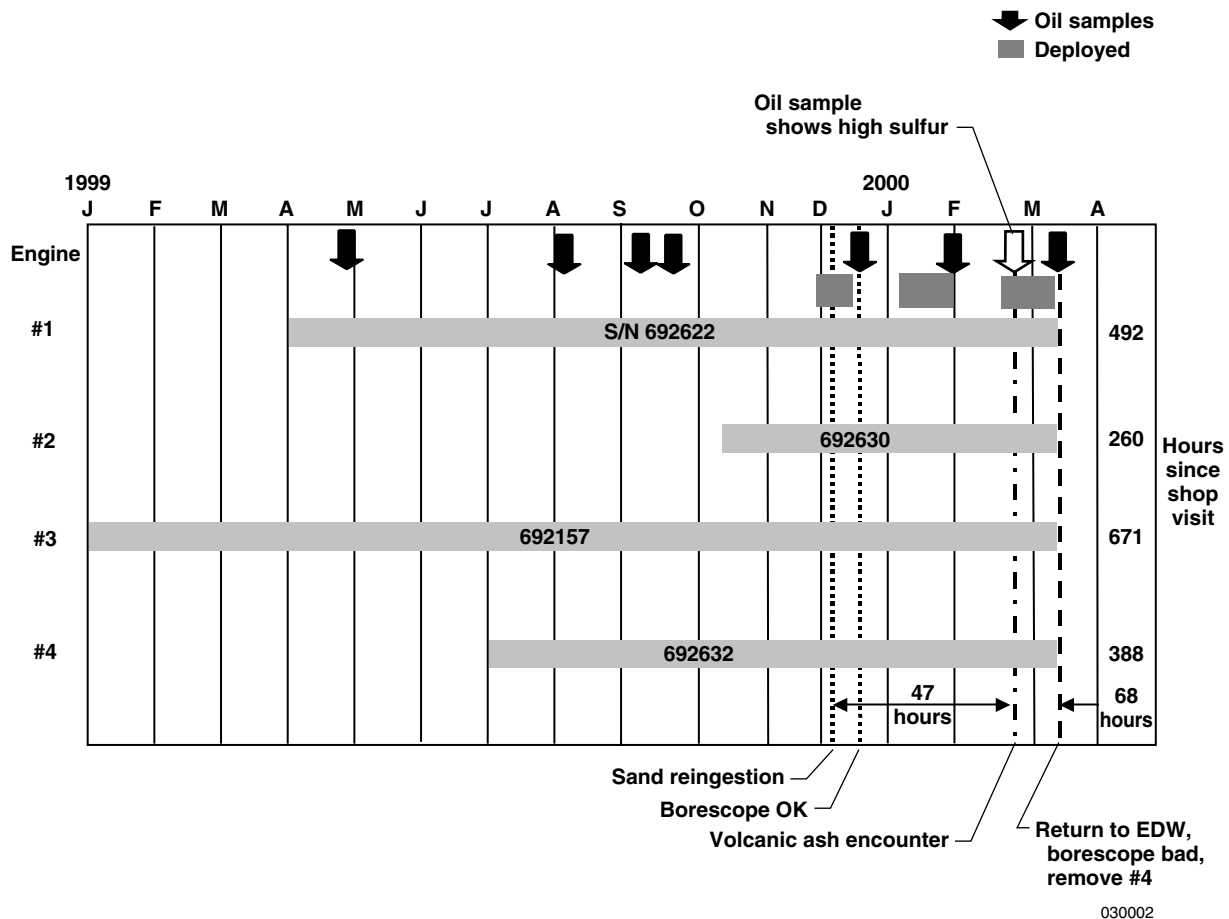 Oil samples
Deployed
Oil sample
shows high sulfur
1999
2000
J F M A M J J A S O N D J F M A
Engine
#1
S/N 692622
492
#2
692630
260
Hours
since
shop
visit
#3
692157
671
#4
692632
388
47
hours
68
hours
Sand reingestion
Borescope OK
Volcanic ash encounter
Return to EDW,
borescope bad,
remove #4
030002